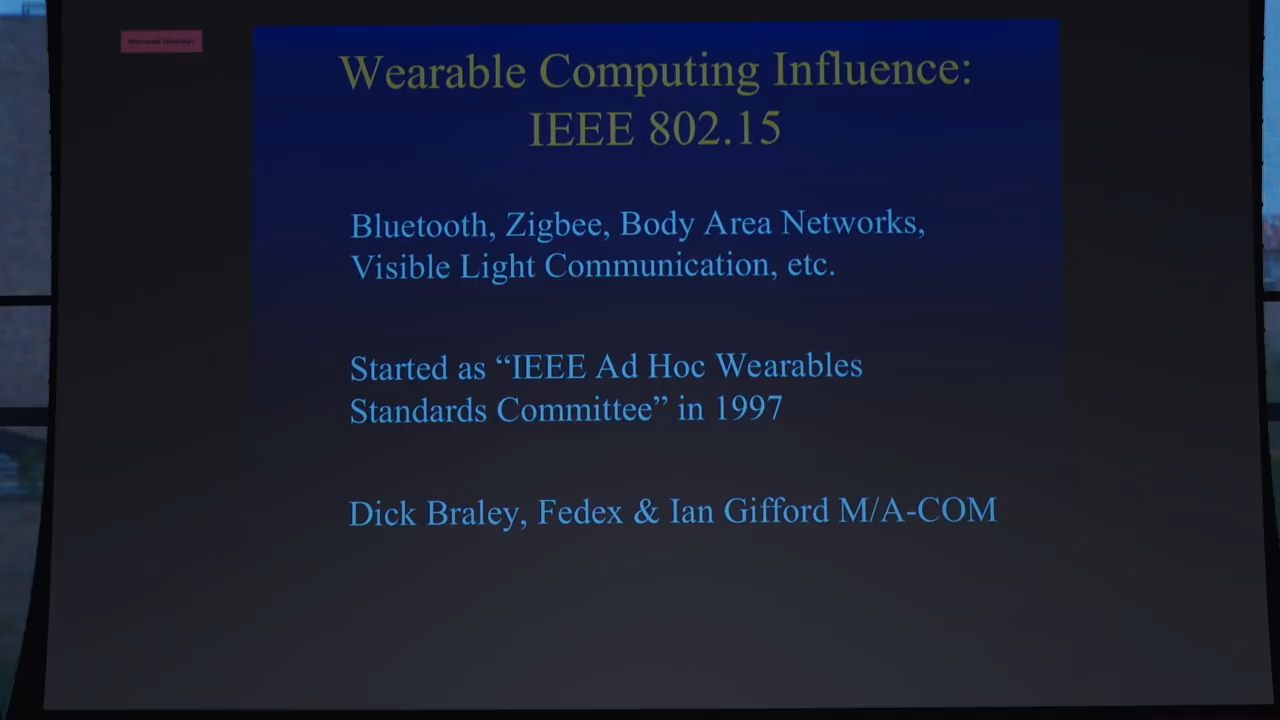 Wearable Computing Influence:
IEEE 802.15
Bluetooth, Zigbee, Body Area Networks,
Visible Light Communication, etc.
Started as “IEEE Ad Hoc Wearables
Standards Committee” in 1997
Dick Braley, Fedex & Ian Gifford M/A-COM